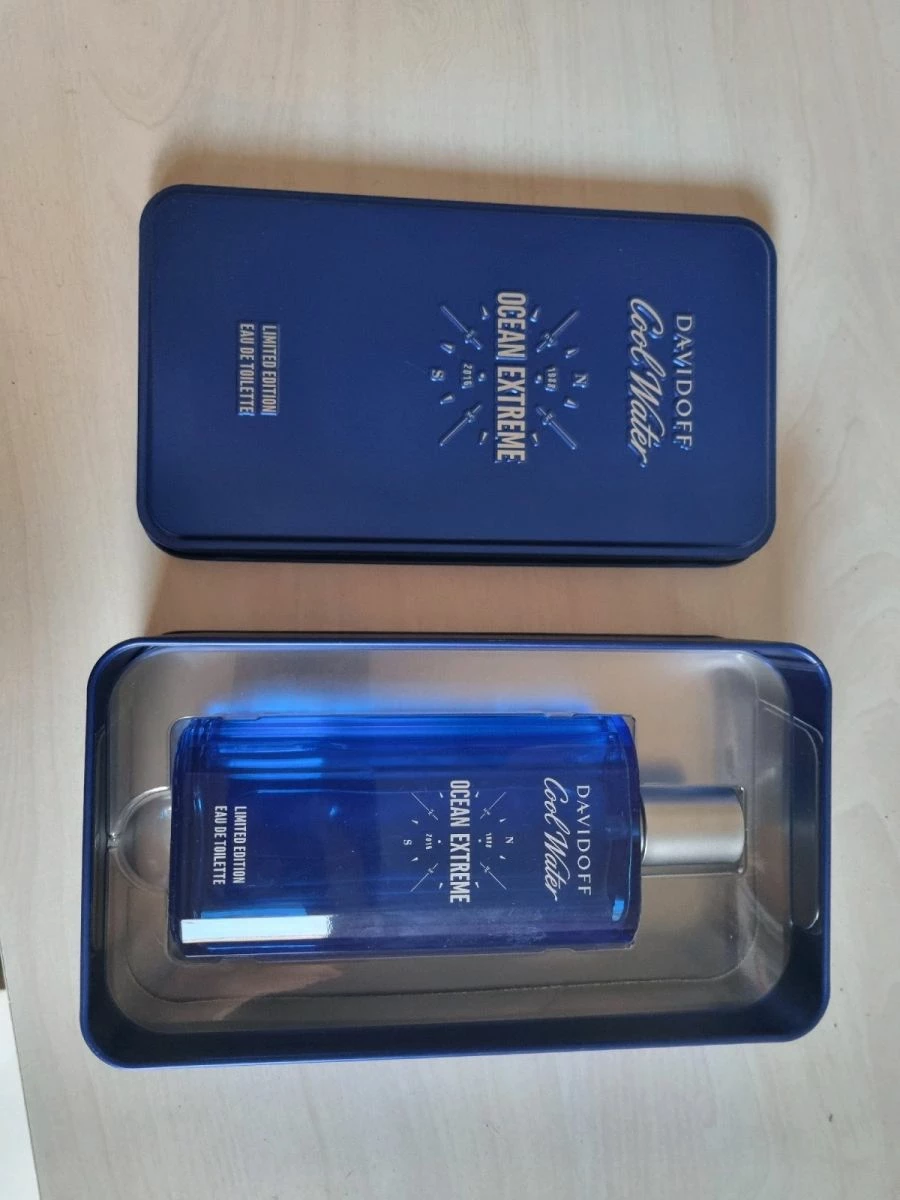 DAVIDOFF
Cool Water
N
1988
OCEAN EXTREME
2016
S
LIMITED EDITION
EAU DE TOILETTE
DAVIDOFF
Cool Water
N
1988
OCEAN EXTREME
2016
S
LIMITED EDITION
EAU DE TOILETTE